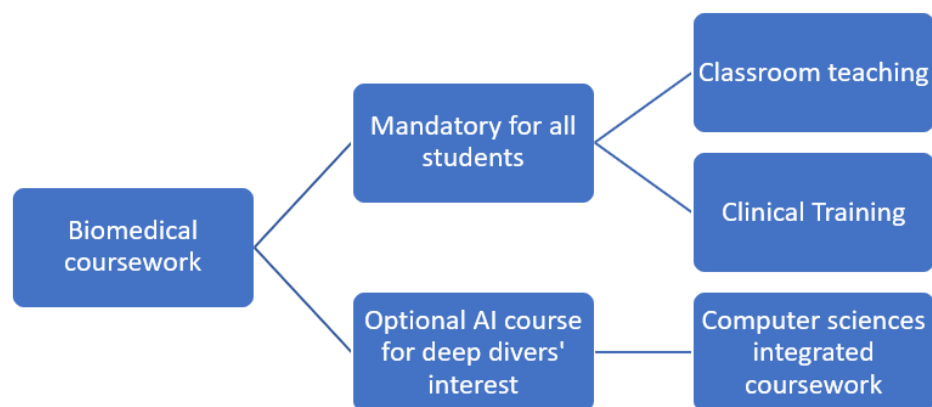 Biomedical
coursework
Mandatory for all
students
Classroom teaching
Clinical Training
Optional AI course
for deep divers'
interest
Computer sciences
integrated
coursework